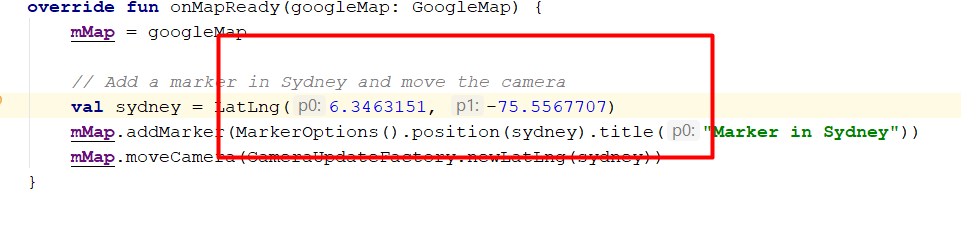 override fun onMapReady(googleMap: GoogleMap) {
mMap = googleMap
// Add a marker in Sydney and move the camera
val sydney = LatLng( p0: 6.3463151, p1: -75.5567707)
mMap.addMarker(MarkerOptions().position(sydney).title( p0: "Marker in Sydney"))
mMap.moveCamera(CameraUpdateFactory.newLatLng(sydney))
}